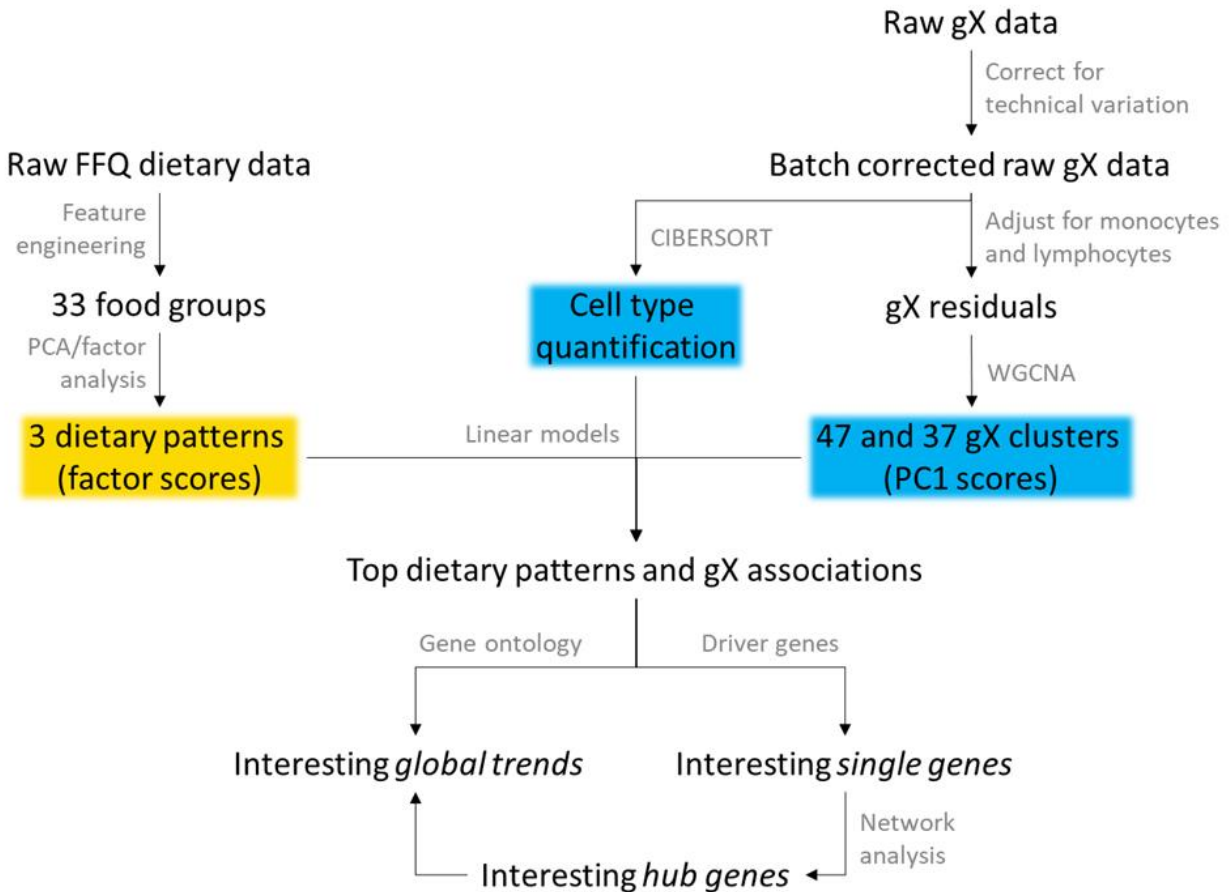 Raw gX data
Correct for
technical variation
Raw FFQ dietary data
Batch corrected raw gX data
Feature
engineering
CIBERSORT
Adjust for monocytes
and lymphocytes
33 food groups
Cell type
quantification
gX residuals
PCA/factor
analysis
WGCNA
3 dietary patterns
(factor scores)
Linear models
47 and 37 gX clusters
(PC1 scores)
Top dietary patterns and gX associations
Gene ontology
Driver genes
Interesting global trends
Interesting single genes
Network
analysis
Interesting hub genes